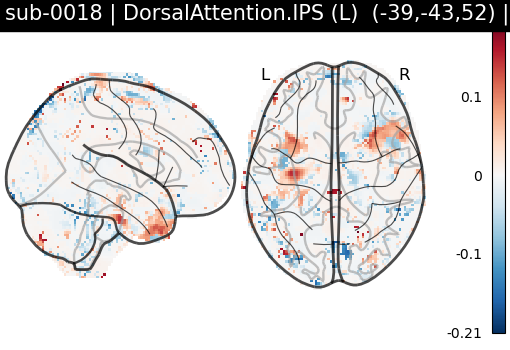 sub-0018 | DorsalAttention.IPS (L)  (-39,-43,52) |
L
R
0.1
0
-0.1
-0.21